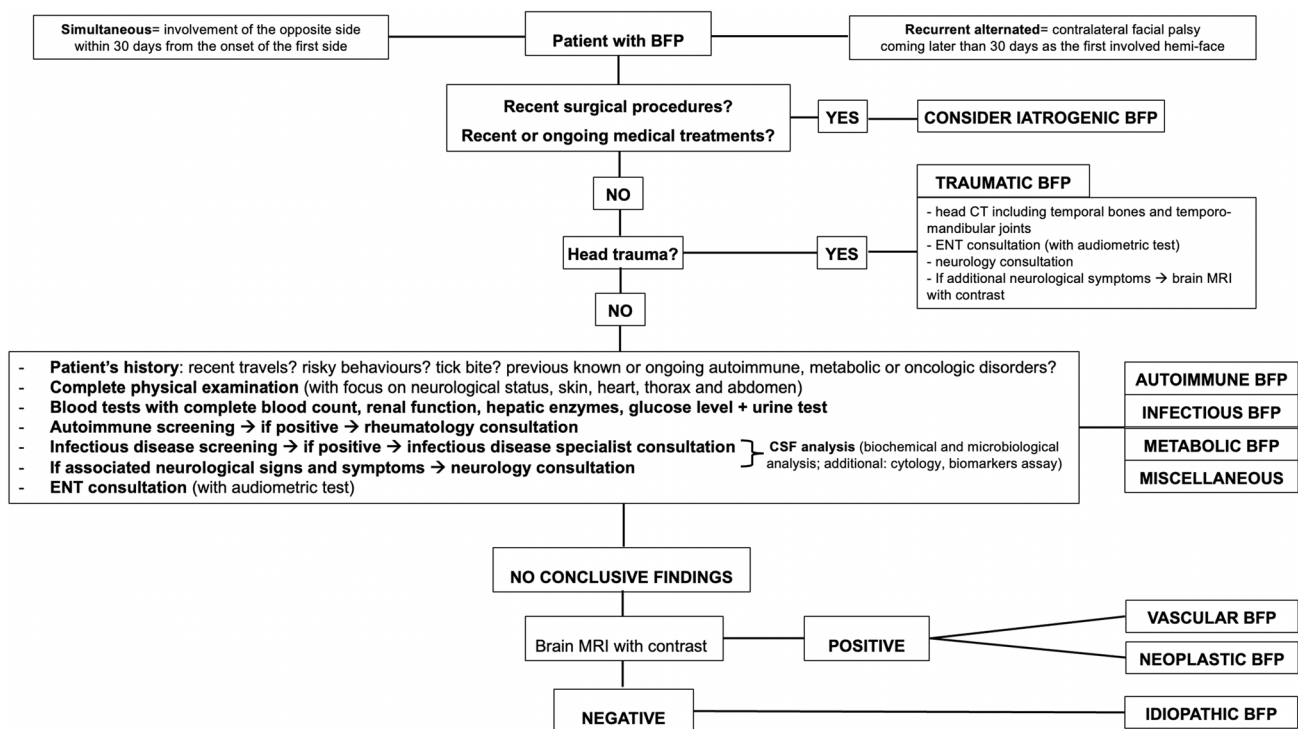 Simultaneous= involvement of the opposite side
within 30 days from the onset of the first side
Patient with BFP
Recurrent alternated= contralateral facial palsy
coming later than 30 days as the first involved hemi-face
Recent surgical procedures?
Recent or ongoing medical treatments?
YES
CONSIDER IATROGENIC BFP
NO
TRAUMATIC BFP
- head CT including temporal bones and temporo-
mandibular joints
- ENT consultation (with audiometric test)
- neurology consultation
- If additional neurological symptoms → brain MRI
with contrast
Head trauma?
YES
NO
- Patient's history: recent travels? risky behaviours? tick bite? previous known or ongoing autoimmune, metabolic or oncologic disorders?
- Complete physical examination (with focus on neurological status, skin, heart, thorax and abdomen)
- Blood tests with complete blood count, renal function, hepatic enzymes, glucose level + urine test
- Autoimmune screening → if positive → rheumatology consultation
- Infectious disease screening → if positive → infectious disease specialist consultation
- If associated neurological signs and symptoms → neurology consultation
- ENT consultation (with audiometric test)
CSF analysis (biochemical and microbiological
analysis; additional: cytology, biomarkers assay)
AUTOIMMUNE BFP
INFECTIOUS BFP
METABOLIC BFP
MISCELLANEOUS
NO CONCLUSIVE FINDINGS
Brain MRI with contrast
POSITIVE
VASCULAR BFP
NEOPLASTIC BFP
NEGATIVE
IDIOPATHIC BFP